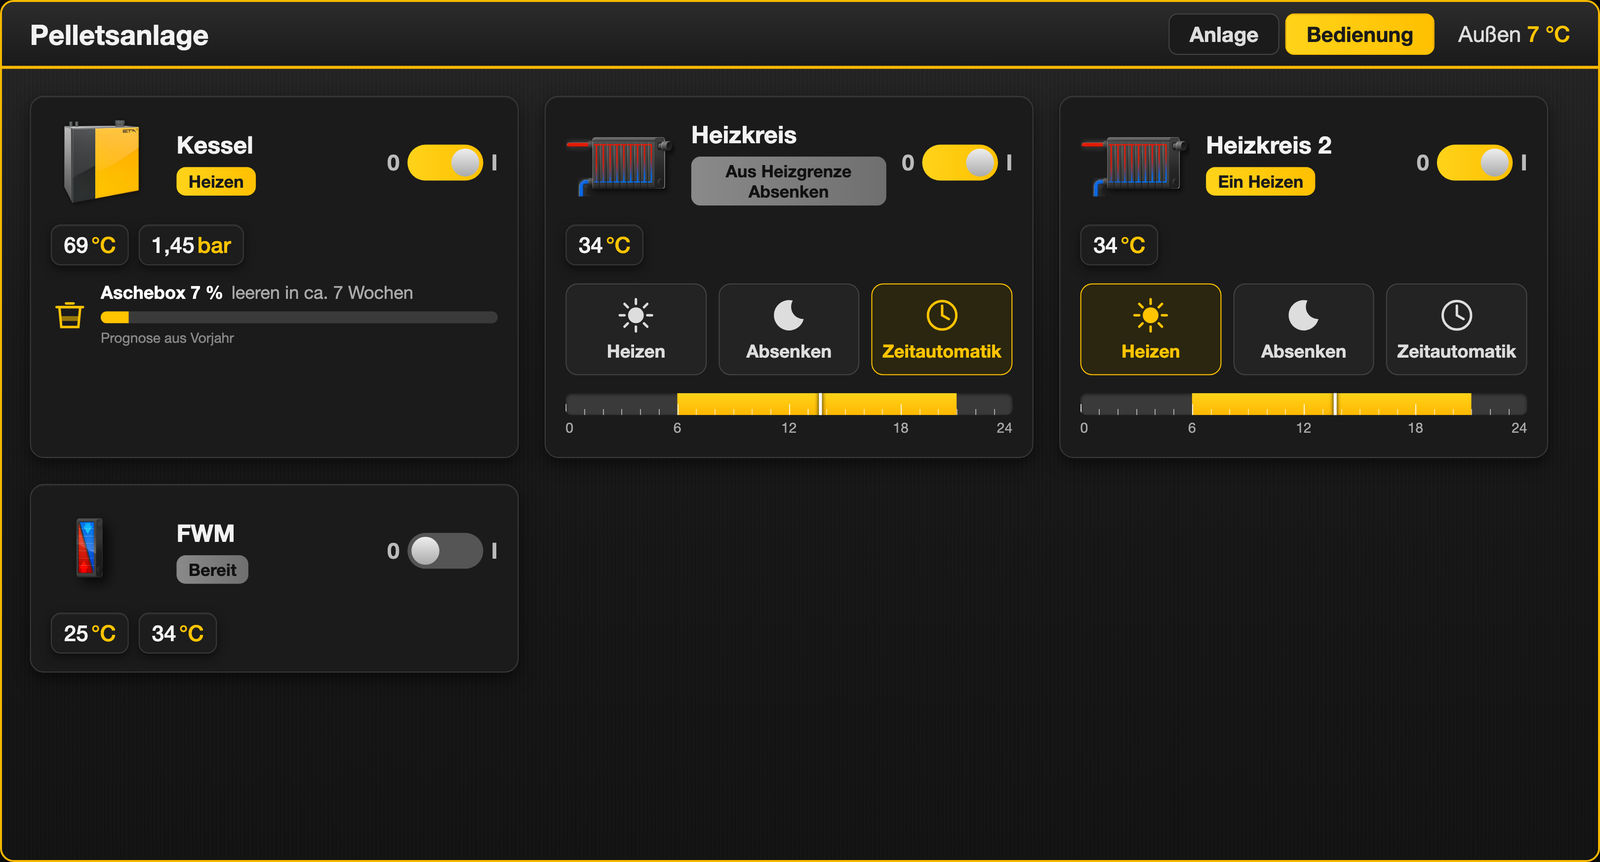 Pelletsanlage
Anlage
Bedienung
Außen 7 °C
Kessel
Heizen
0 I
69 °C
1,45 bar
Aschebox 7 % leeren in ca. 7 Wochen
Prognose aus Vorjahr
Heizkreis
Aus Heizgrenze
Absenken
0 I
34 °C
Heizen
Absenken
Zeitautomatik
0 6 12 18 24
Heizkreis 2
Ein Heizen
0 I
34 °C
Heizen
Absenken
Zeitautomatik
0 6 12 18 24
FWM
Bereit
0 I
25 °C
34 °C